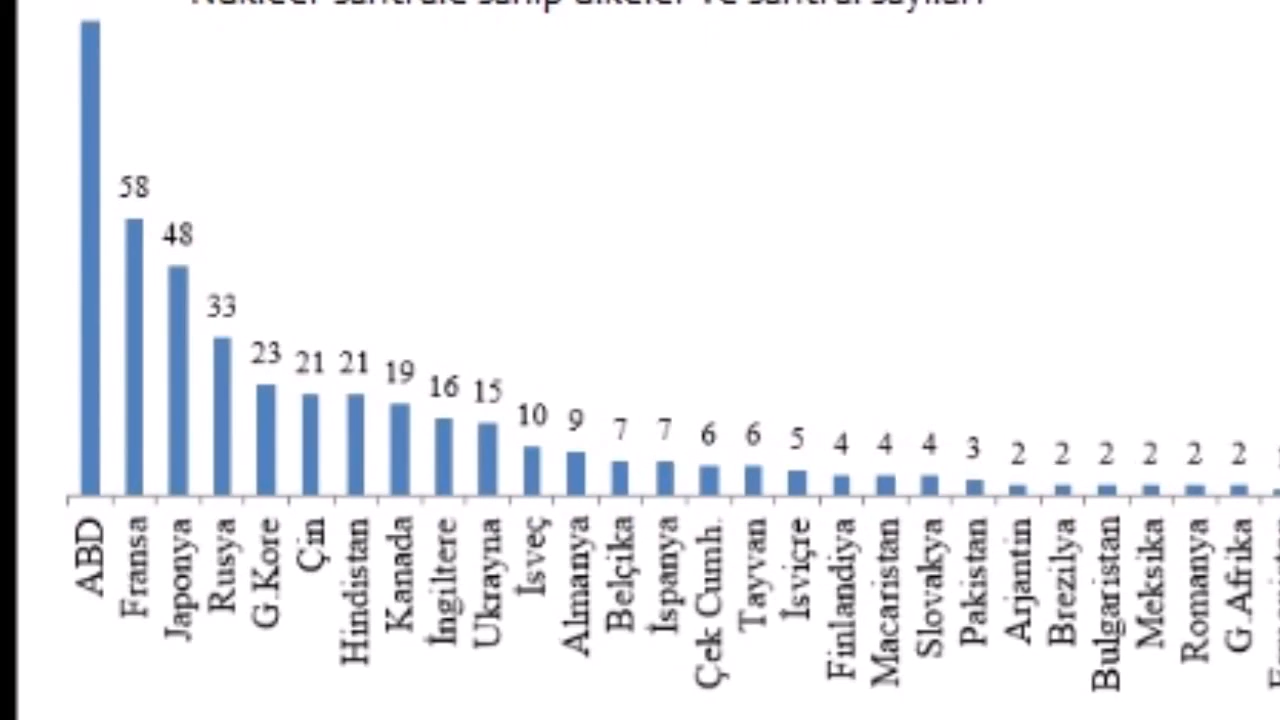 58
48
33
23
21
21
19
16
15
10
9
7
7
6
6
5
4
4
4
3
2
2
2
2
2
2
ABD
Fransa
Japonya
Rusya
G.Kore
Çin
Hindistan
Kanada
İngiltere
Ukrayna
İsveç
Almanya
Belçika
İspanya
Çek Cunh.
Tayvan
İsviçre
Finlandiya
Macaristan
Slovakya
Pakistan
Arjantin
Brezilya
Bulgaristan
Meksika
Romanya
G.Afrika